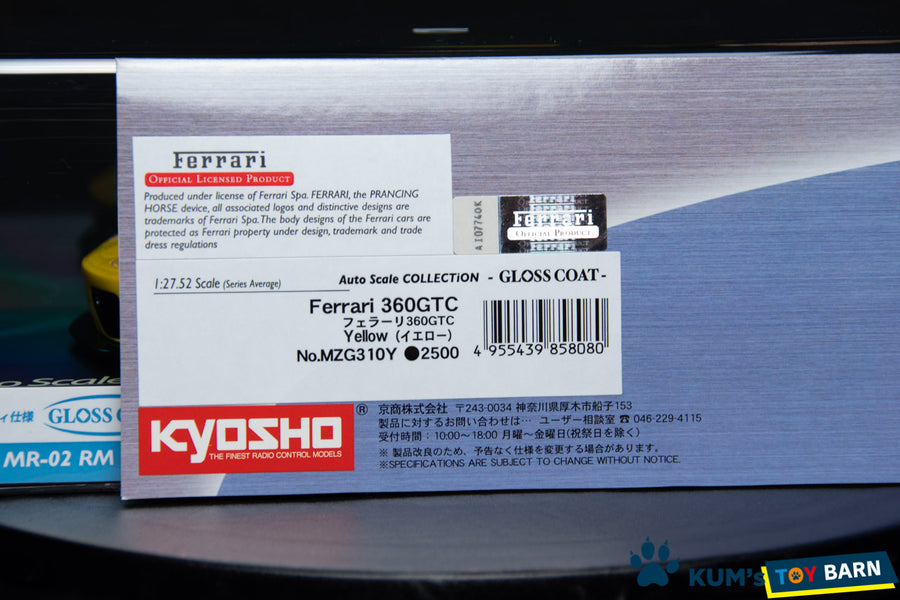 Ferrari
OFFICIAL LICENSED PRODUCT
Produced under license of Ferrari Spa. FERRARI, the PRANCING
HORSE device, all associated logos and distinctive designs are
trademarks of Ferrari Spa. The body designs of the Ferrari cars are
protected as Ferrari property under design, trademark and trade
dress regulations
AI07740K
Ferrari
Ferrari
OFFICIAL PRODUCT
Ferrari
1:27.52 Scale (Series Average)
Auto Scale COLLECTiON - GLOSS COAT -
Ferrari 360GTC
フェラーリ360GTC
Yellow (イエロー)
No.MZG310Y ●2500
4 955439 858080
KYOSHO ®
THE FINEST RADIO CONTROL MODELS
京商株式会社 〒243-0034 神奈川県厚木市船子153
製品に対するお問い合わせは… ユーザー相談室 ☎ 046-229-4115
受付時間:10:00~18:00 月曜~金曜日(祝祭日を除く)
※ 製品改良のため、予告なく仕様を変更する場合があります。
※SPECIFICATIONS ARE SUBJECT TO CHANGE WITHOUT NOTICE.
o Scale
仕様
GLOSS
MR-02 RM
KUM's TOY BARN